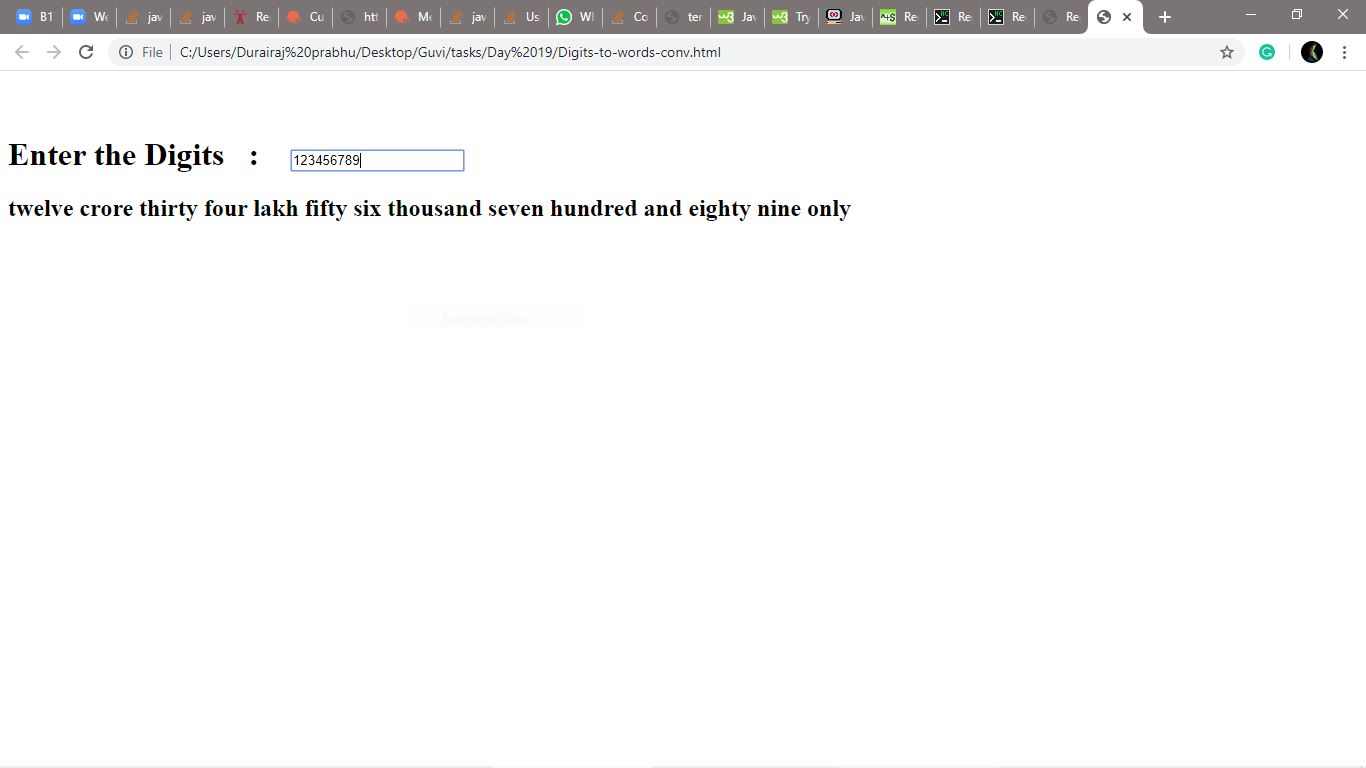 B1 We jav jav Re Cu htt Me jav Us Wh Co ter Jav Try Jav Re Re Re Re
File C:/Users/Durairaj%20prabhu/Desktop/Guvi/tasks/Day%2019/Digits-to-words-conv.html
Enter the Digits : 123456789
twelve crore thirty four lakh fifty six thousand seven hundred and eighty nine only
Full-screen Snip